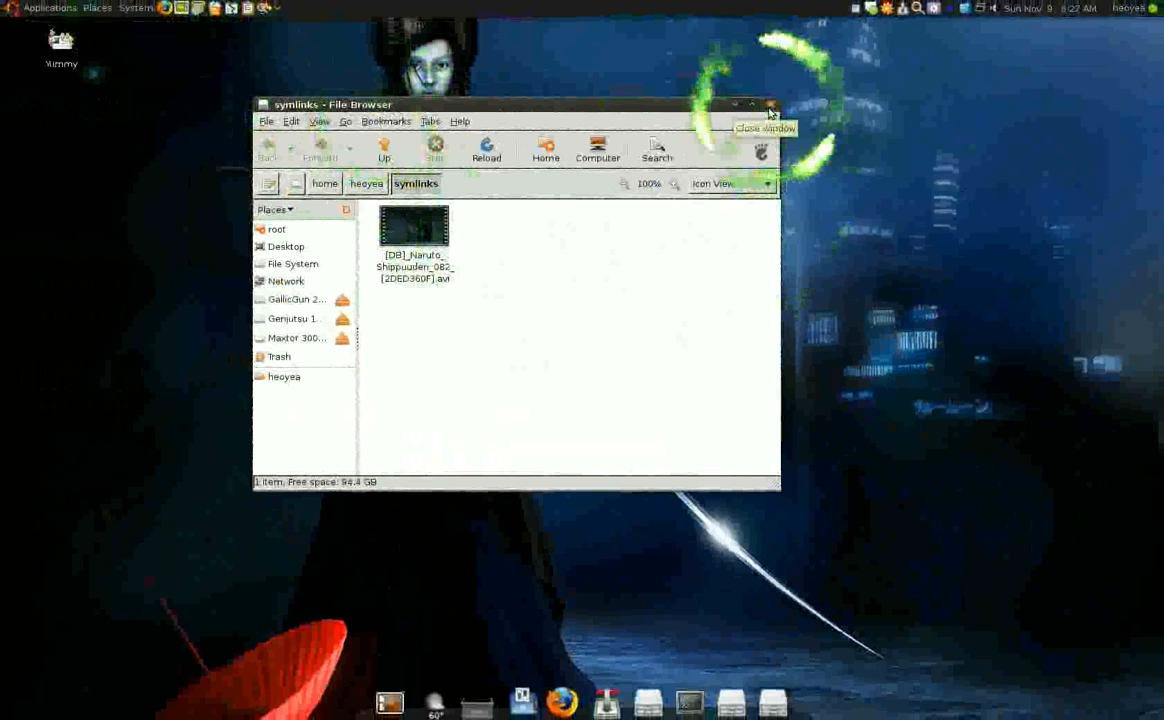 Applications Places System
Sun Nov 9, 8:27 AM heoyea
Yummy
symlinks - File Browser
Close window
File Edit View Go Bookmarks Tabs Help
Back Forward Up Stop Reload Home Computer Search
home heoyea symlinks 100% Icon View
Places
root
Desktop
File System
Network
GallicGun 2...
Genjutsu 1...
Maxtor 300...
Trash
heoyea
[DB]_Naruto_
Shippuuden_082_
[2DED360F].avi
1 item, Free space: 94.4 GB
60°